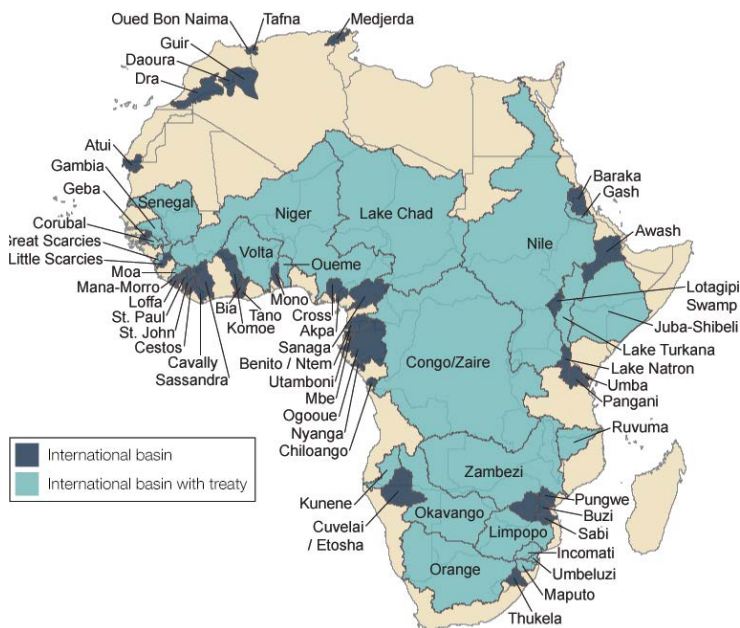 Oued Bon Naima
Tafna
Medjerda
Guir
Daoura
Dra
Atui
Gambia
Geba
Senegal
Corubal
Great Scarcies
Little Scarcies
Moa
Mana-Morro
Loffa
St. Paul
St. John
Cestos
Cavally
Sassandra
Niger
Lake Chad
Nile
Baraka
Gash
Awash
Volta
Oueme
Bia
Tano
Komoe
Mono
Cross
Akpa
Sanaga
Benito / Ntem
Utamboni
Mbe
Ogooue
Nyanga
Chiloango
Congo/Zaire
Lotagipi
Swamp
Juba-Shibeli
Lake Turkana
Lake Natron
Umba
Pangani
Ruvuma
International basin
International basin with treaty
Kunene
Cuvelai
/ Etosha
Zambezi
Okavango
Limpopo
Orange
Pungwe
Buzi
Sabi
Incomati
Umbeluzi
Maputo
Thukela